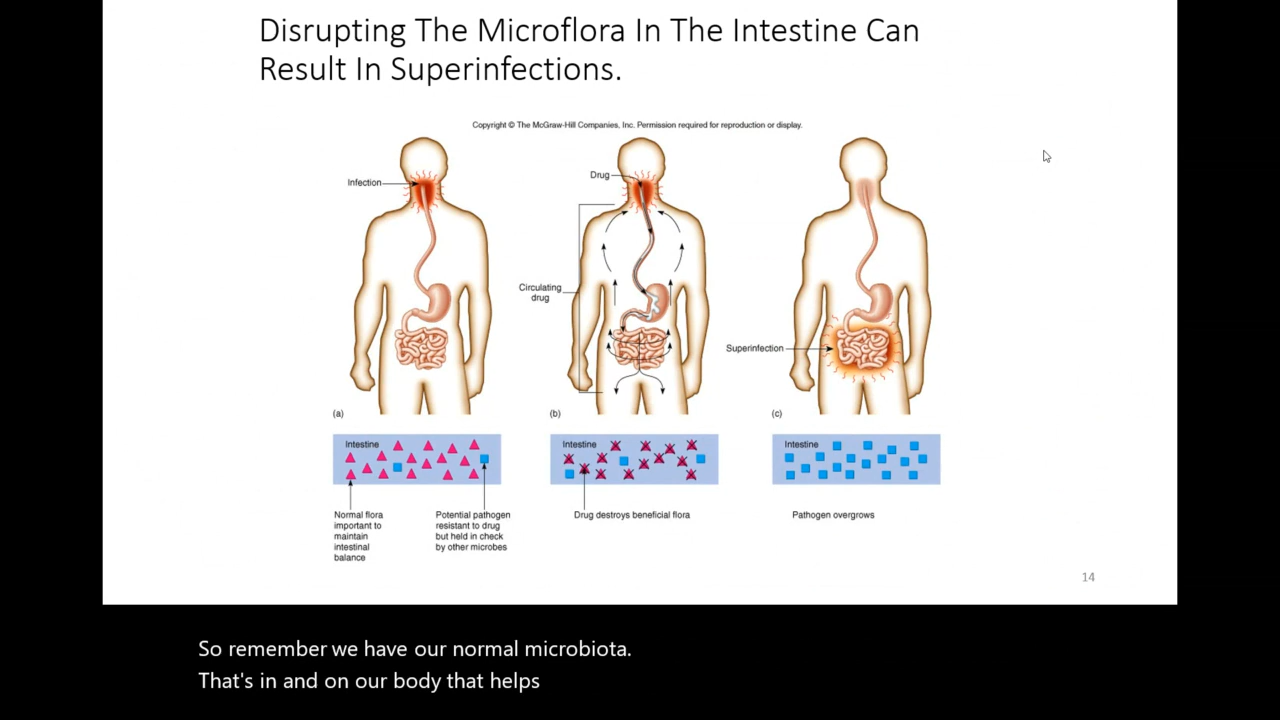 Disrupting The Microflora In The Intestine Can
Result In Superinfections.
Copyright © The McGraw-Hill Companies, Inc. Permission required for reproduction or display.
Infection
Drug
Circulating
drug
Superinfection
(a)
(b)
(c)
Intestine
Intestine
Intestine
Normal flora
important to
maintain
intestinal
balance
Potential pathogen
resistant to drug
but held in check
by other microbes
Drug destroys beneficial flora
Pathogen overgrows
14
So remember we have our normal microbiota.
That's in and on our body that helps